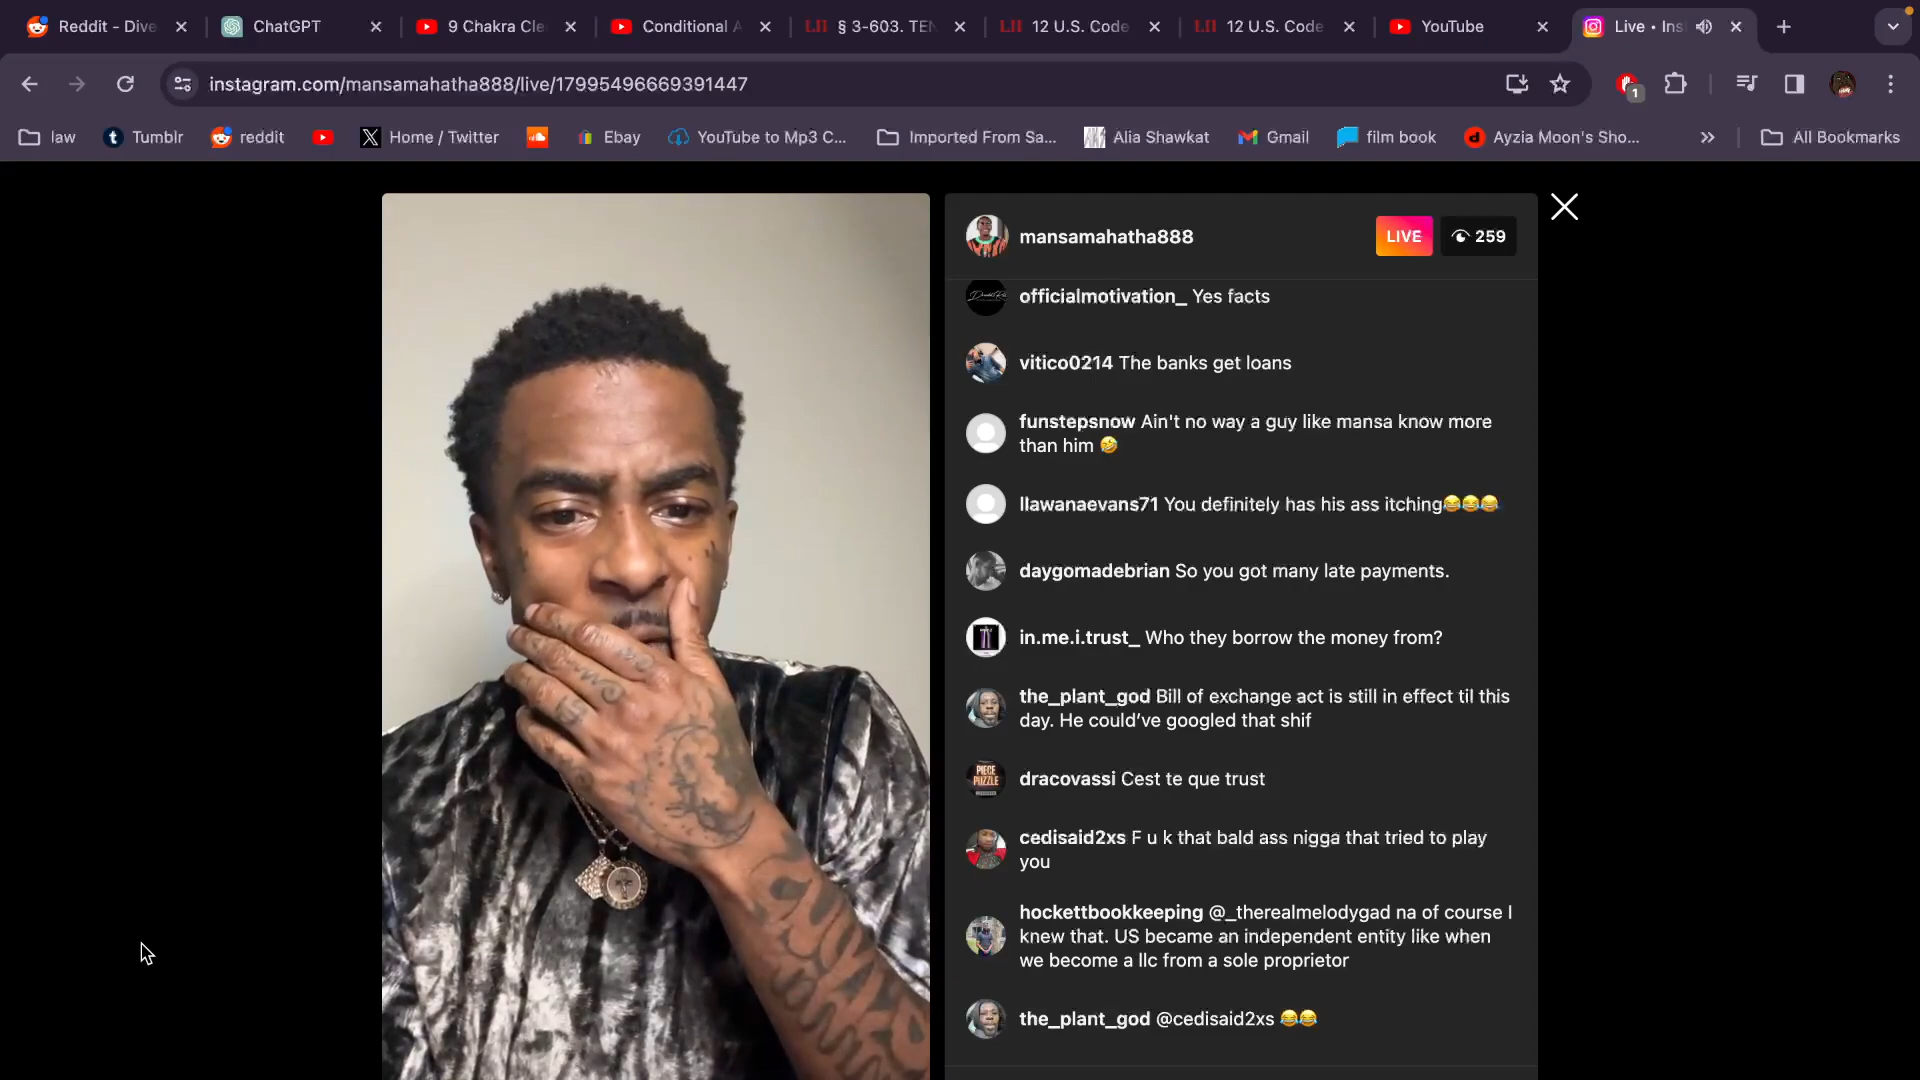 Reddit - Dive
ChatGPT
9 Chakra Cle
Conditional A
LII § 3-603. TEN
LII 12 U.S. Code
LII 12 U.S. Code
YouTube
Live • Ins
instagram.com/mansamahatha888/live/17995496669391447
1
law
Tumblr
reddit
Home / Twitter
Ebay
YouTube to Mp3 C...
Imported From Sa...
Alia Shawkat
Gmail
film book
Ayzia Moon's Sho...
All Bookmarks
mansamahatha888
LIVE
259
officialmotivation_ Yes facts
vitico0214 The banks get loans
funstepsnow Ain't no way a guy like mansa know more
than him 🤣
llawanaevans71 You definitely has his ass itching😂😂😂
daygomadebrian So you got many late payments.
in.me.i.trust_ Who they borrow the money from?
the_plant_god Bill of exchange act is still in effect til this
day. He could’ve googled that shif
PIECE
PUZZLE
dracovassi Cest te que trust
cedisaid2xs F u k that bald ass nigga that tried to play
you
hockettbookkeeping @_therealmelodygad na of course I
knew that. US became an independent entity like when
we become a llc from a sole proprietor
the_plant_god @cedisaid2xs 😂😂